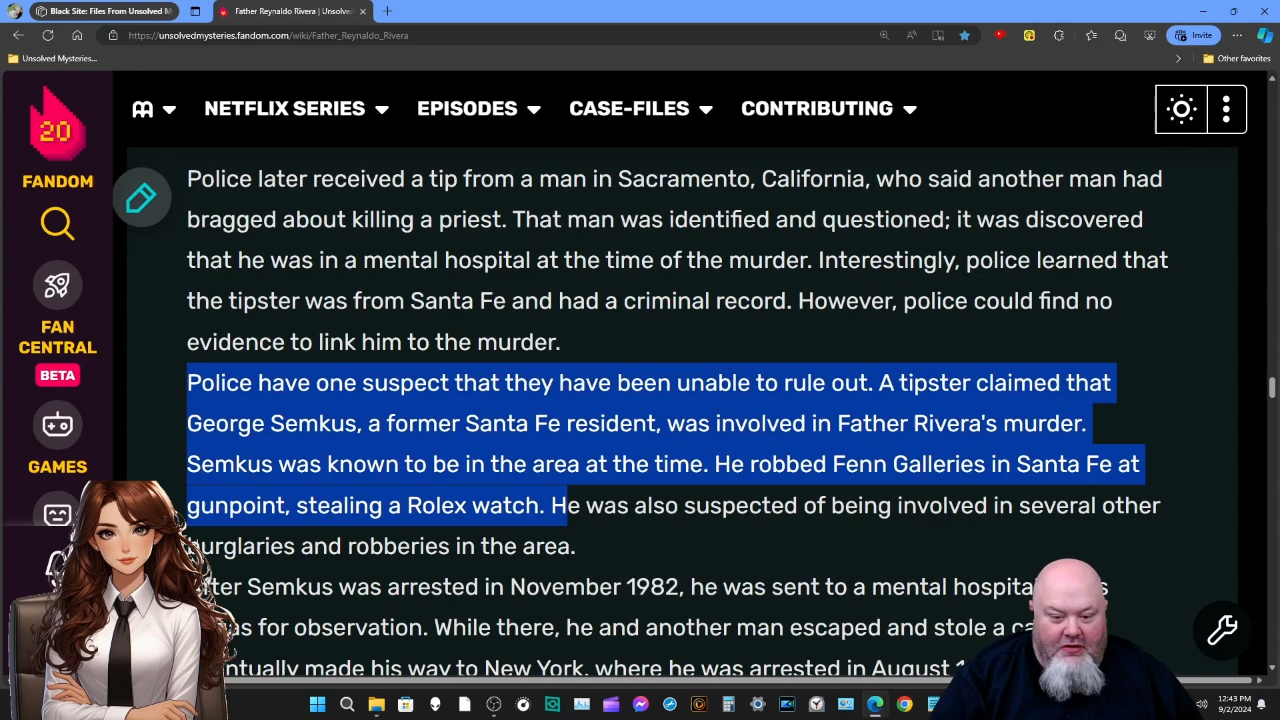 Black Site: Files From Unsolved M
Father Reynaldo Rivera | Unsolved
https://unsolvedmysteries.fandom.com/wiki/Father_Reynaldo_Rivera
Invite
Unsolved Mysteries...
Other favorites
20
FANDOM
FAN
CENTRAL
BETA
GAMES
NETFLIX SERIES
EPISODES
CASE-FILES
CONTRIBUTING
Police later received a tip from a man in Sacramento, California, who said another man had
bragged about killing a priest. That man was identified and questioned; it was discovered
that he was in a mental hospital at the time of the murder. Interestingly, police learned that
the tipster was from Santa Fe and had a criminal record. However, police could find no
evidence to link him to the murder.
Police have one suspect that they have been unable to rule out. A tipster claimed that
George Semkus, a former Santa Fe resident, was involved in Father Rivera's murder.
Semkus was known to be in the area at the time. He robbed Fenn Galleries in Santa Fe at
gunpoint, stealing a Rolex watch. He was also suspected of being involved in several other
burglaries and robberies in the area.
After Semkus was arrested in November 1982, he was sent to a mental hospital
for observation. While there, he and another man escaped and stole a
eventually made his way to New York, where he was arrested in August
12:43 PM
9/2/2024